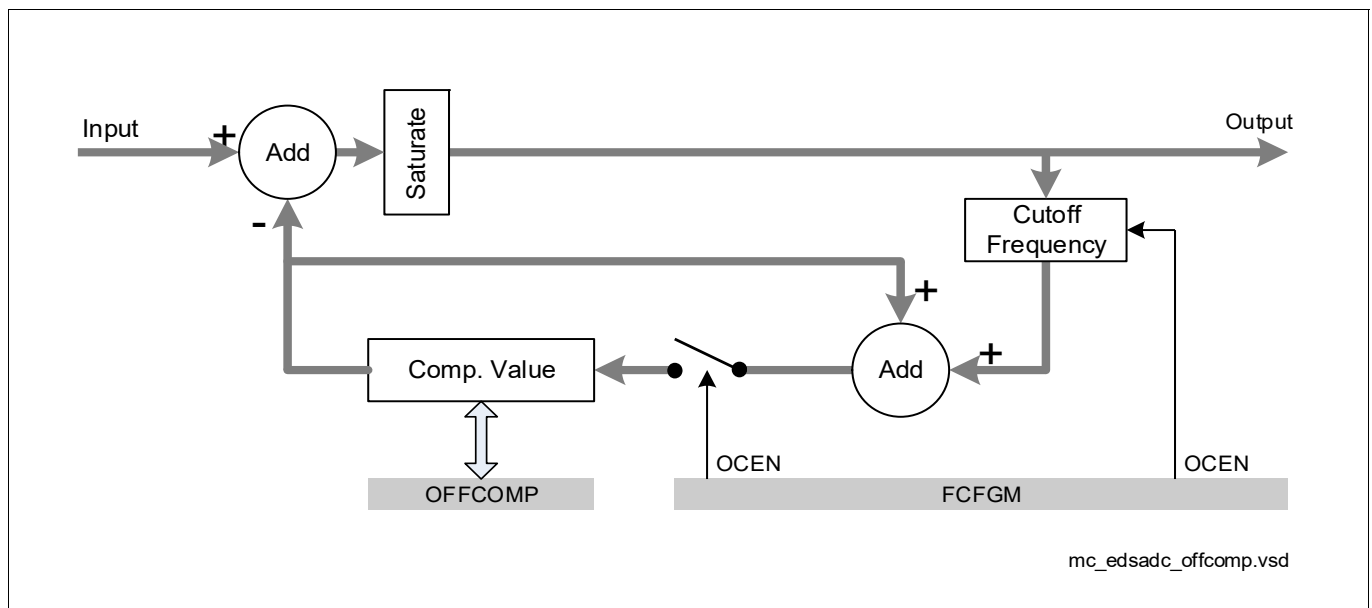 Input
+
Add
Saturate
Output
-
Cutoff
Frequency
+
Comp. Value
+
Add
OCEN
OCEN
OFFCOMP
FCFGM
mc_edsadc_offcomp.vsd